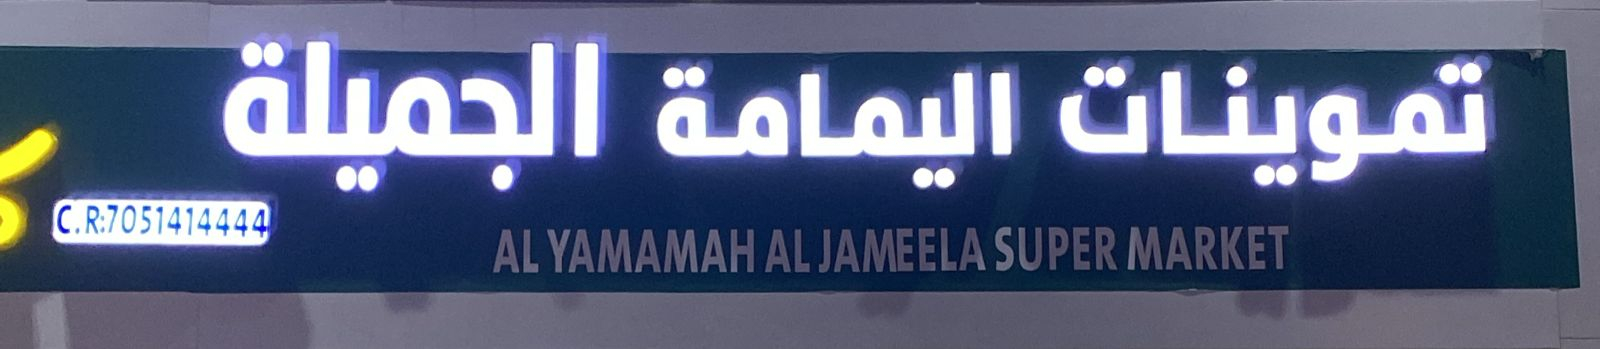 تموينات اليمامة الجميلة
C.R:7051414444
AL YAMAMAH AL JAMEELA SUPER MARKET